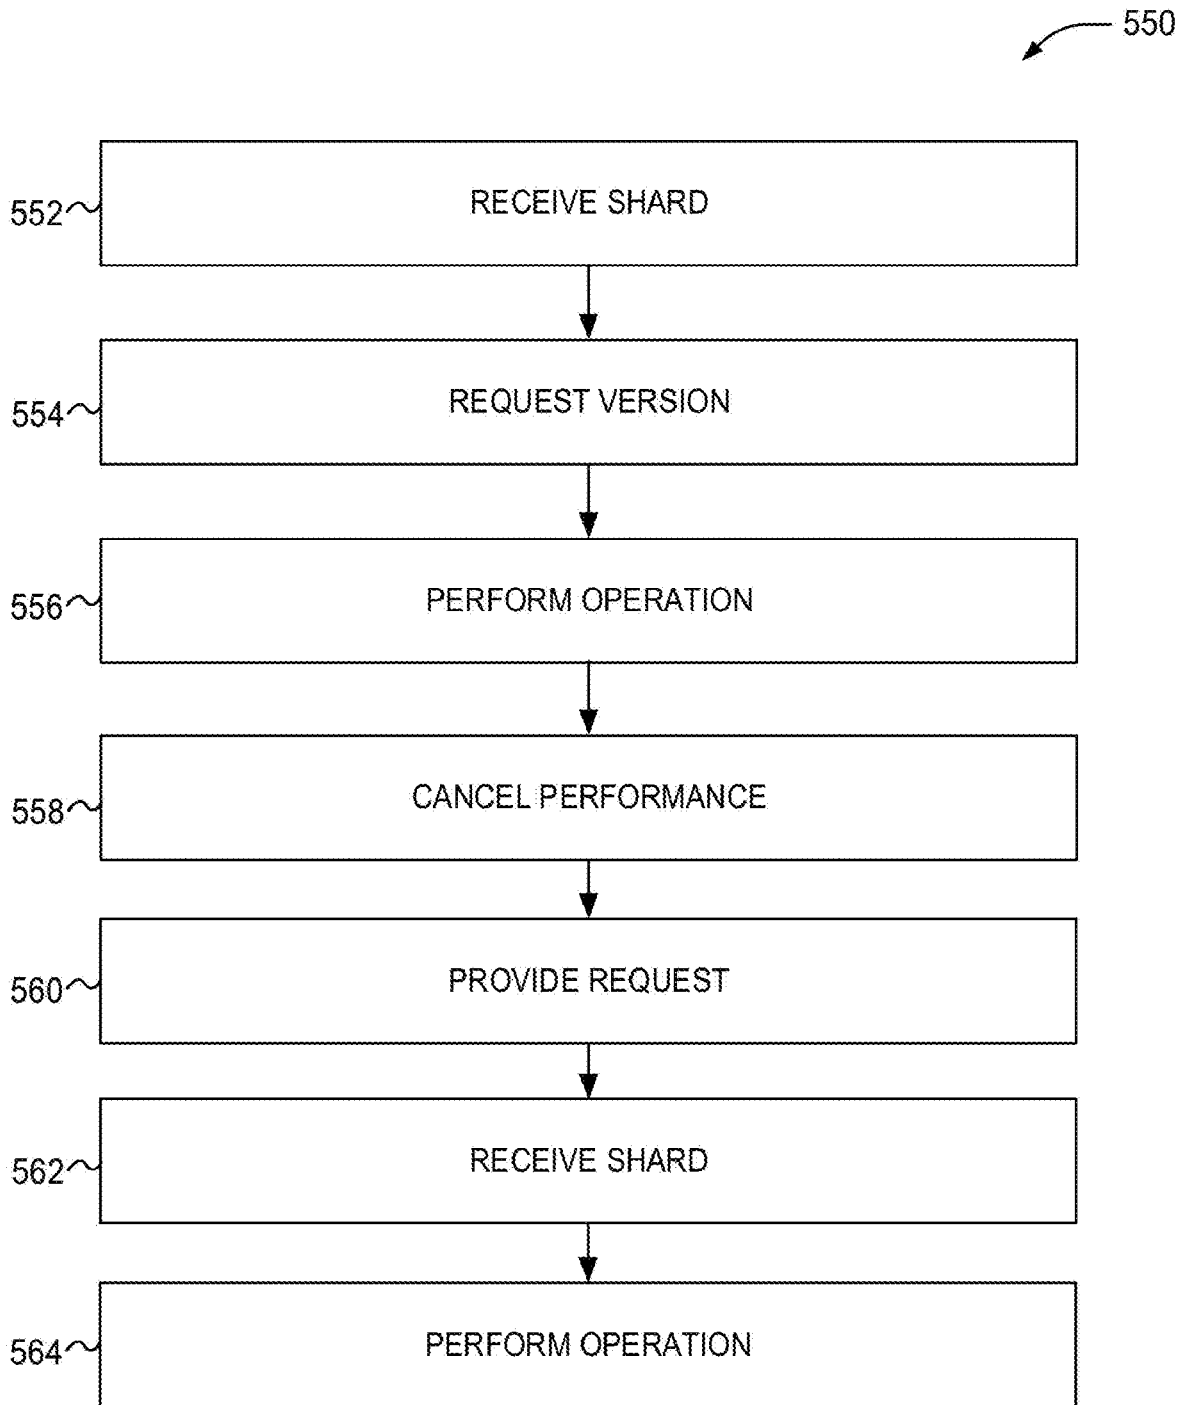 550
552 RECEIVE SHARD
554 REQUEST VERSION
556 PERFORM OPERATION
558 CANCEL PERFORMANCE
560 PROVIDE REQUEST
562 RECEIVE SHARD
564 PERFORM OPERATION